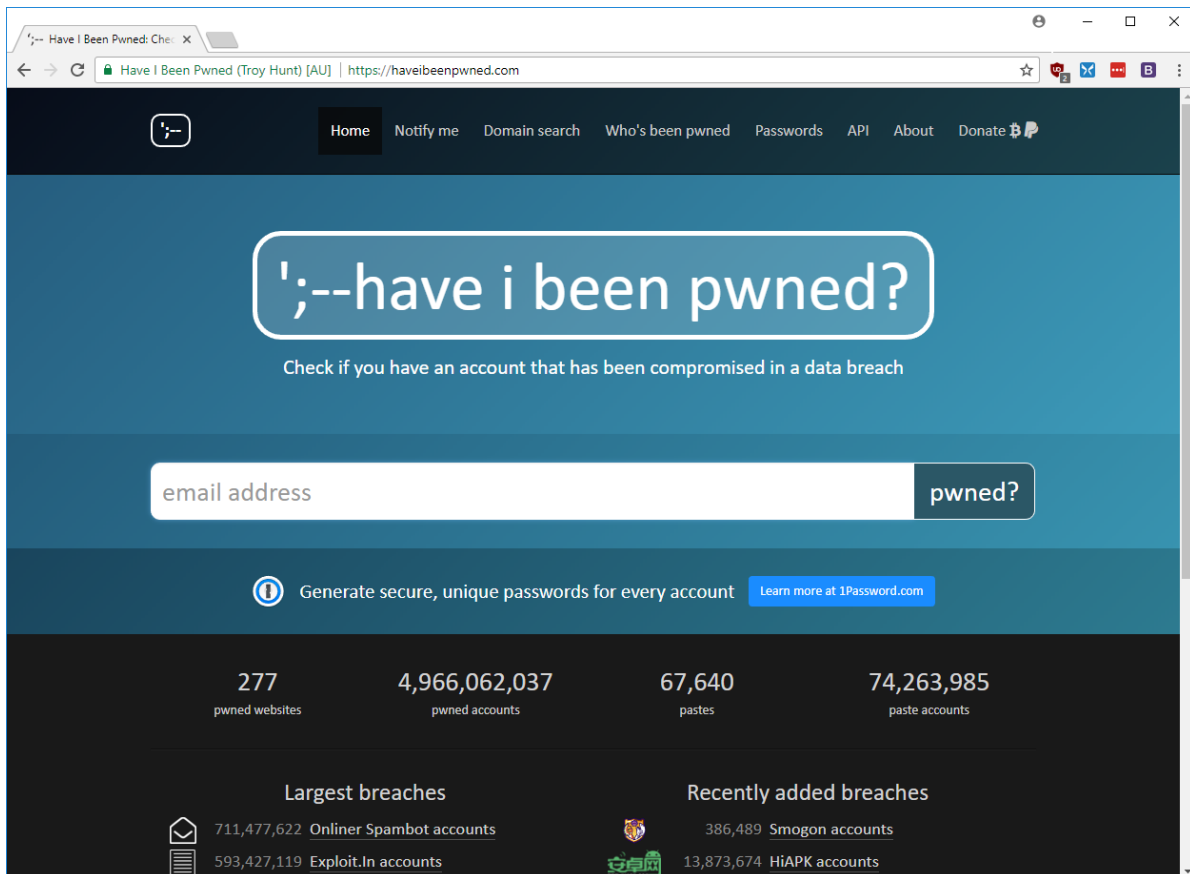 ';-- Have I Been Pwned: Chec
Have I Been Pwned (Troy Hunt) [AU] | https://haveibeenpwned.com
2
B
';--
Home Notify me Domain search Who's been pwned Passwords API About Donate
';--have i been pwned?
Check if you have an account that has been compromised in a data breach
email address pwned?
Generate secure, unique passwords for every account Learn more at 1Password.com
277 4,966,062,037 67,640 74,263,985
pwned websites pwned accounts pastes paste accounts
Largest breaches Recently added breaches
711,477,622 Onliner Spambot accounts 386,489 Smogon accounts
593,427,119 Exploit.In accounts 安卓网 13,873,674 HiAPK accounts